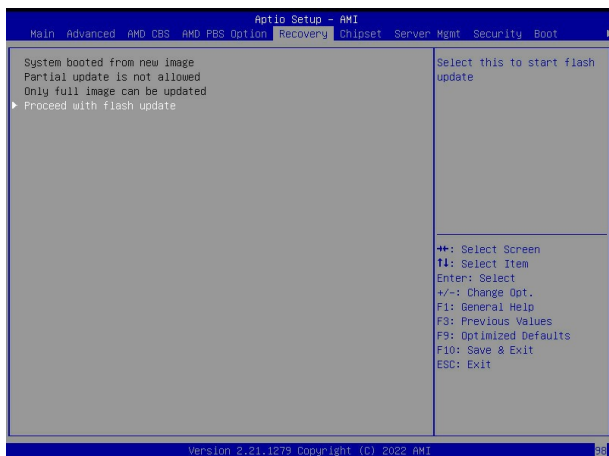 Aptio Setup - AMI
Main Advanced AMD CBS AMD PBS Option Recovery Chipset Server Mgmt Security Boot
System booted from new image
Partial update is not allowed
Only full image can be updated
Proceed with flash update
Select this to start flash
update
→←: Select Screen
↑↓: Select Item
Enter: Select
+/-: Change Opt.
F1: General Help
F3: Previous Values
F9: Optimized Defaults
F10: Save & Exit
ESC: Exit
Version 2.21.1279 Copyright (C) 2022 AMI
98